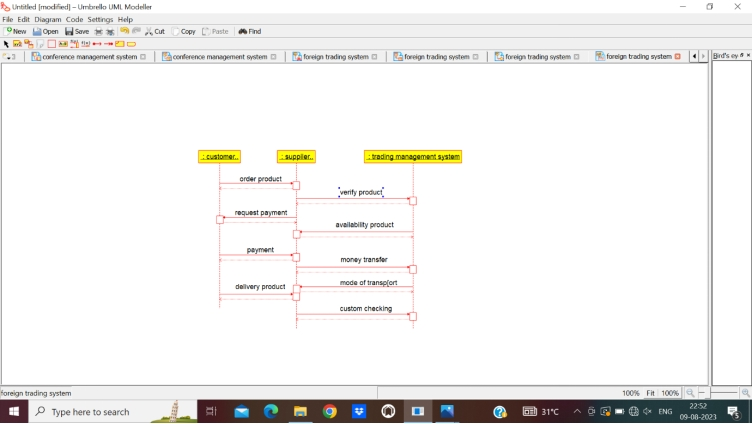 Untitled [modified] – Umbrello UML Modeller
File Edit Diagram Code Settings Help
New Open Save Cut Copy Paste Find
3 conference management system conference management system foreign trading system foreign trading system foreign trading system foreign trading system Bird's ey
: customer.. : supplier.. : trading management system
order product
verify product
request payment
availability product
payment
money transfer
mode of transp[ort
delivery product
custom checking
foreign trading system 100% Fit 100%
Type here to search 31°C ENG 22:52
09-08-2023 5